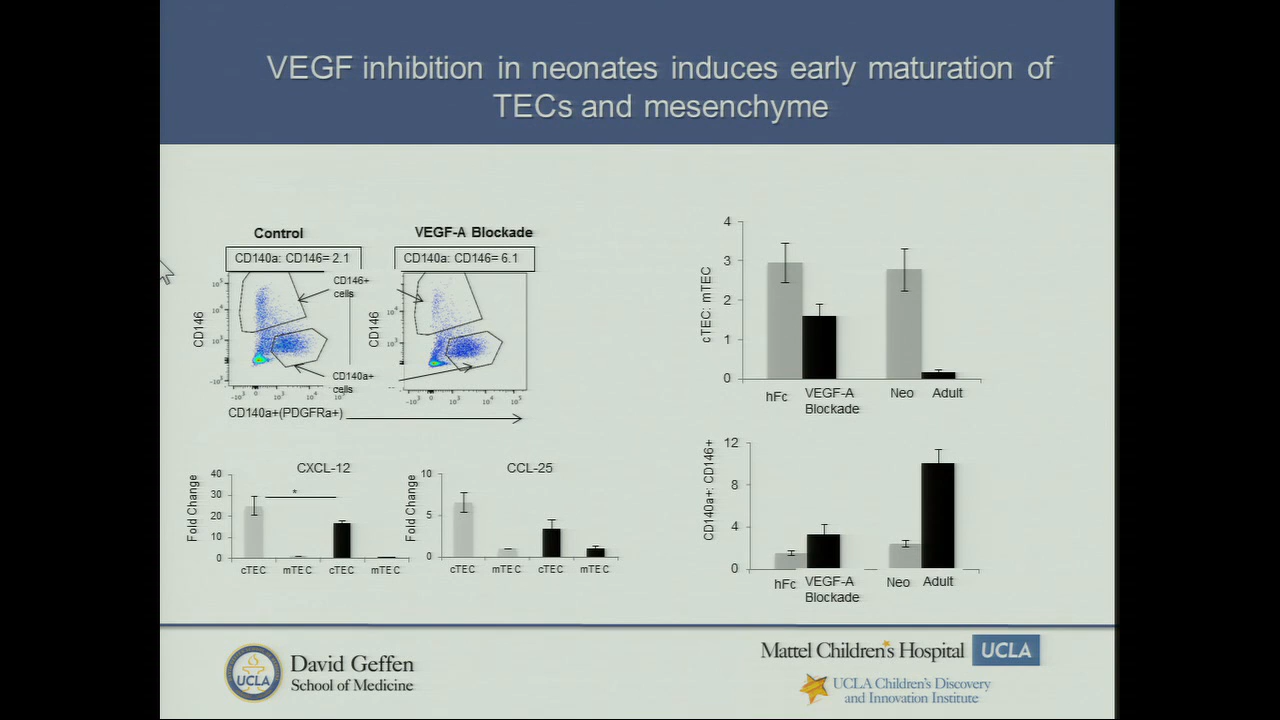 VEGF inhibition in neonates induces early maturation of
TECs and mesenchyme
Control
VEGF-A Blockade
CD140a: CD146= 2.1
CD140a: CD146= 6.1
CD146+
cells
CD146
CD146
CD140a+
cells
CD140a+(PDGFRa+)
4
3
2
1
0
cTEC: mTEC
hFc
VEGF-A
Blockade
Neo
Adult
CXCL-12
40
30
20
10
0
Fold Change
*
cTEC
mTEC
cTEC
mTEC
CCL-25
10
5
0
Fold Change
cTEC
mTEC
cTEC
mTEC
12
8
4
0
CD140a+: CD146+
hFc
VEGF-A
Blockade
Neo
Adult
UCLA
David Geffen
School of Medicine
Mattel Children's Hospital
UCLA
UCLA Children's Discovery
and Innovation Institute